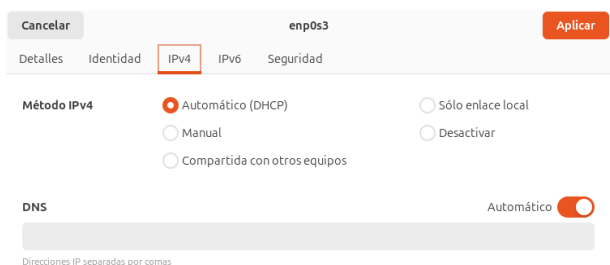 Cancelar enp0s3 Aplicar
Detalles Identidad IPv4 IPv6 Seguridad
Método IPv4 Automático (DHCP) Sólo enlace local
Manual Desactivar
Compartida con otros equipos
DNS Automático
Direcciones IP separadas por comas